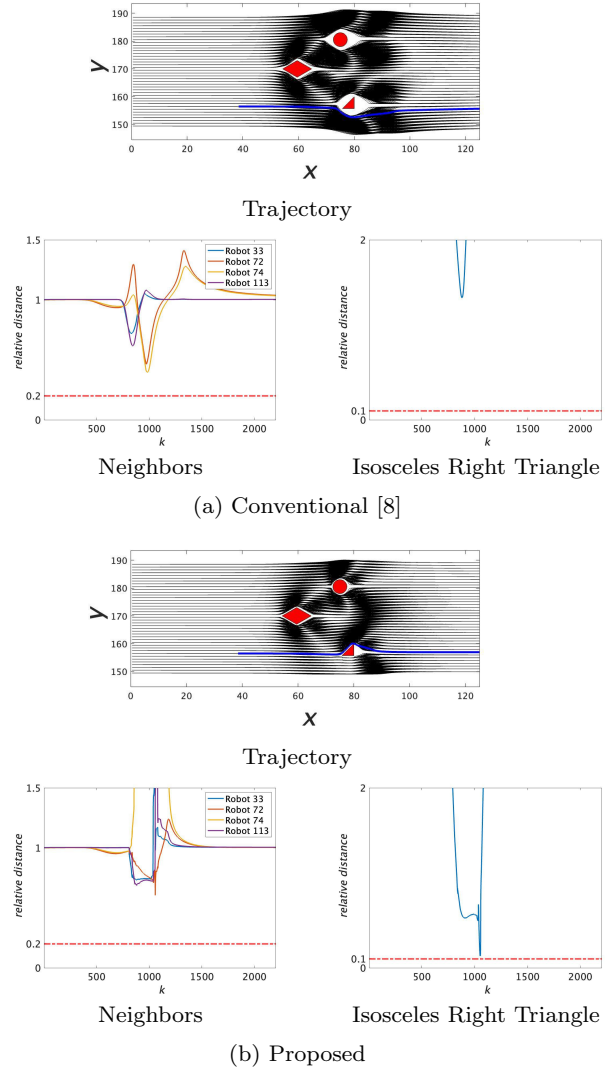 190
180
170
160
150
y
0 20 40 60 80 100 120
x
Trajectory
1.5
1
0.2
0
relative distance
Robot 33
Robot 72
Robot 74
Robot 113
500 1000 1500 2000
k
2
0.1
0
relative distance
500 1000 1500 2000
k
Neighbors Isosceles Right Triangle
(a) Conventional [8]
190
180
170
160
150
y
0 20 40 60 80 100 120
x
Trajectory
1.5
1
0.2
0
relative distance
Robot 33
Robot 72
Robot 74
Robot 113
500 1000 1500 2000
k
2
0.1
0
relative distance
500 1000 1500 2000
k
Neighbors Isosceles Right Triangle
(b) Proposed